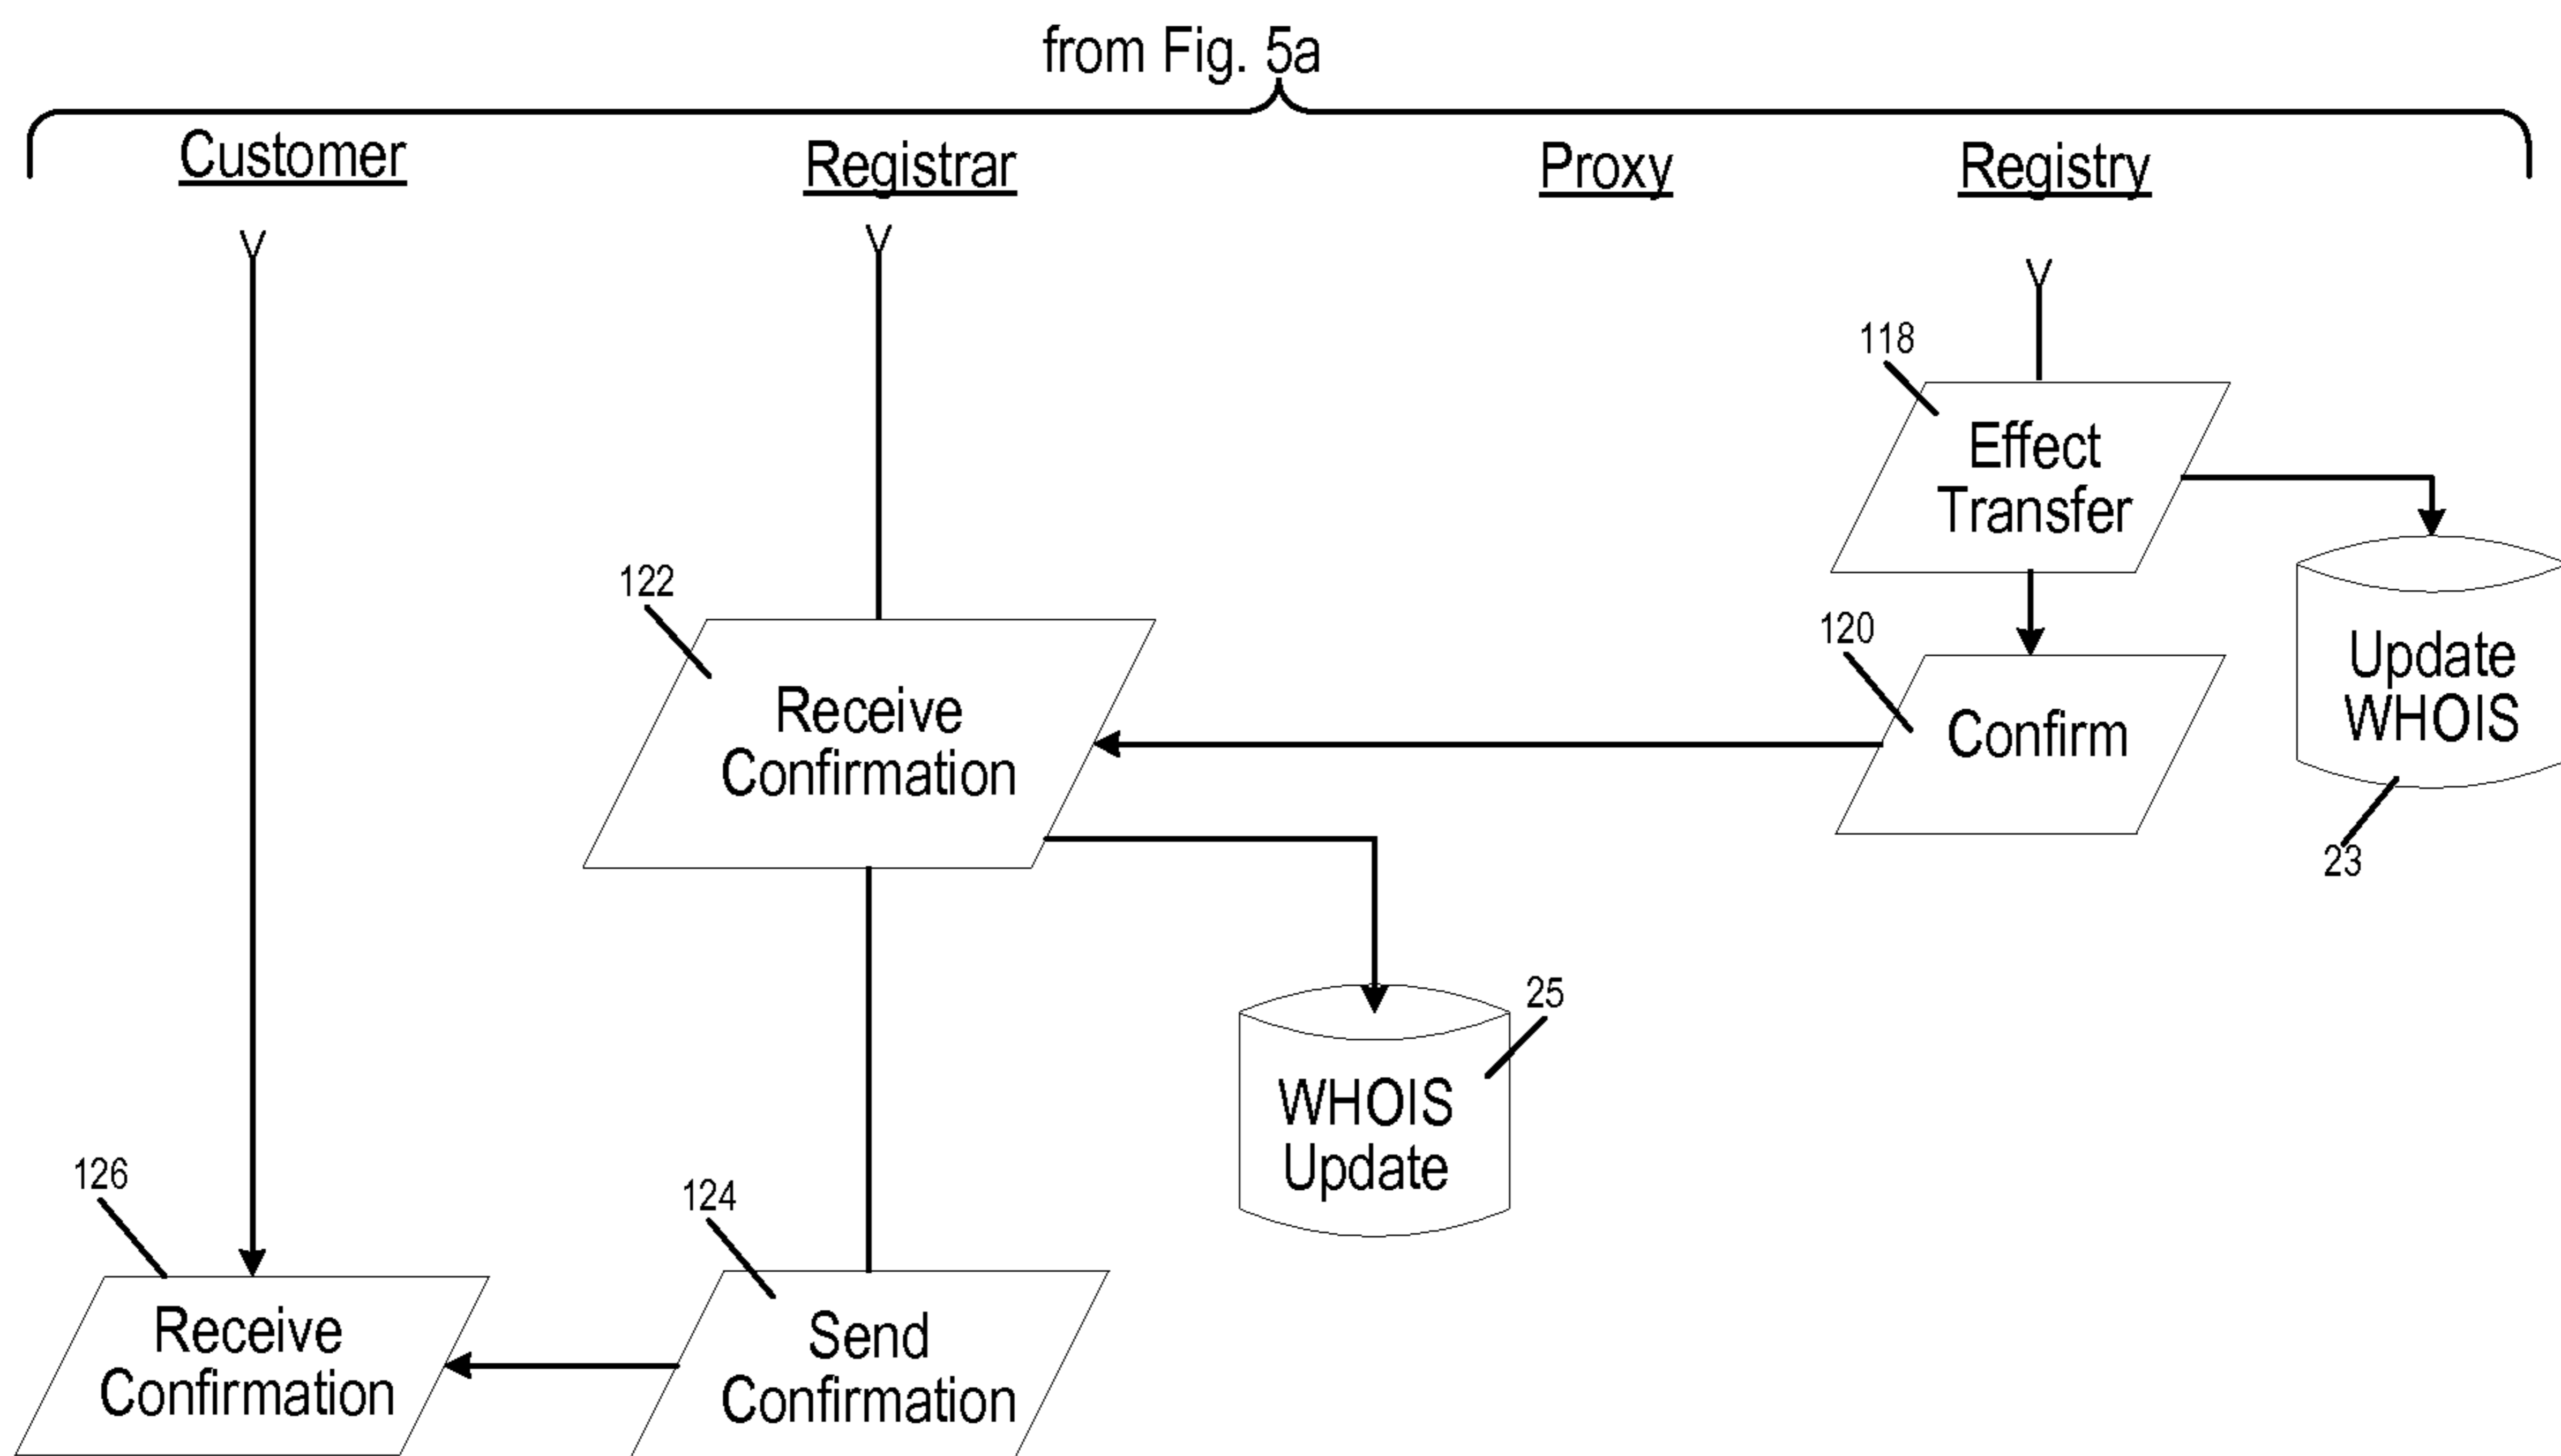 from Fig. 5a
Customer
Registrar
Proxy
Registry
118
Effect
Transfer
122
Receive
Confirmation
120
Confirm
Update
WHOIS
23
25
WHOIS
Update
126
Receive
Confirmation
124
Send
Confirmation